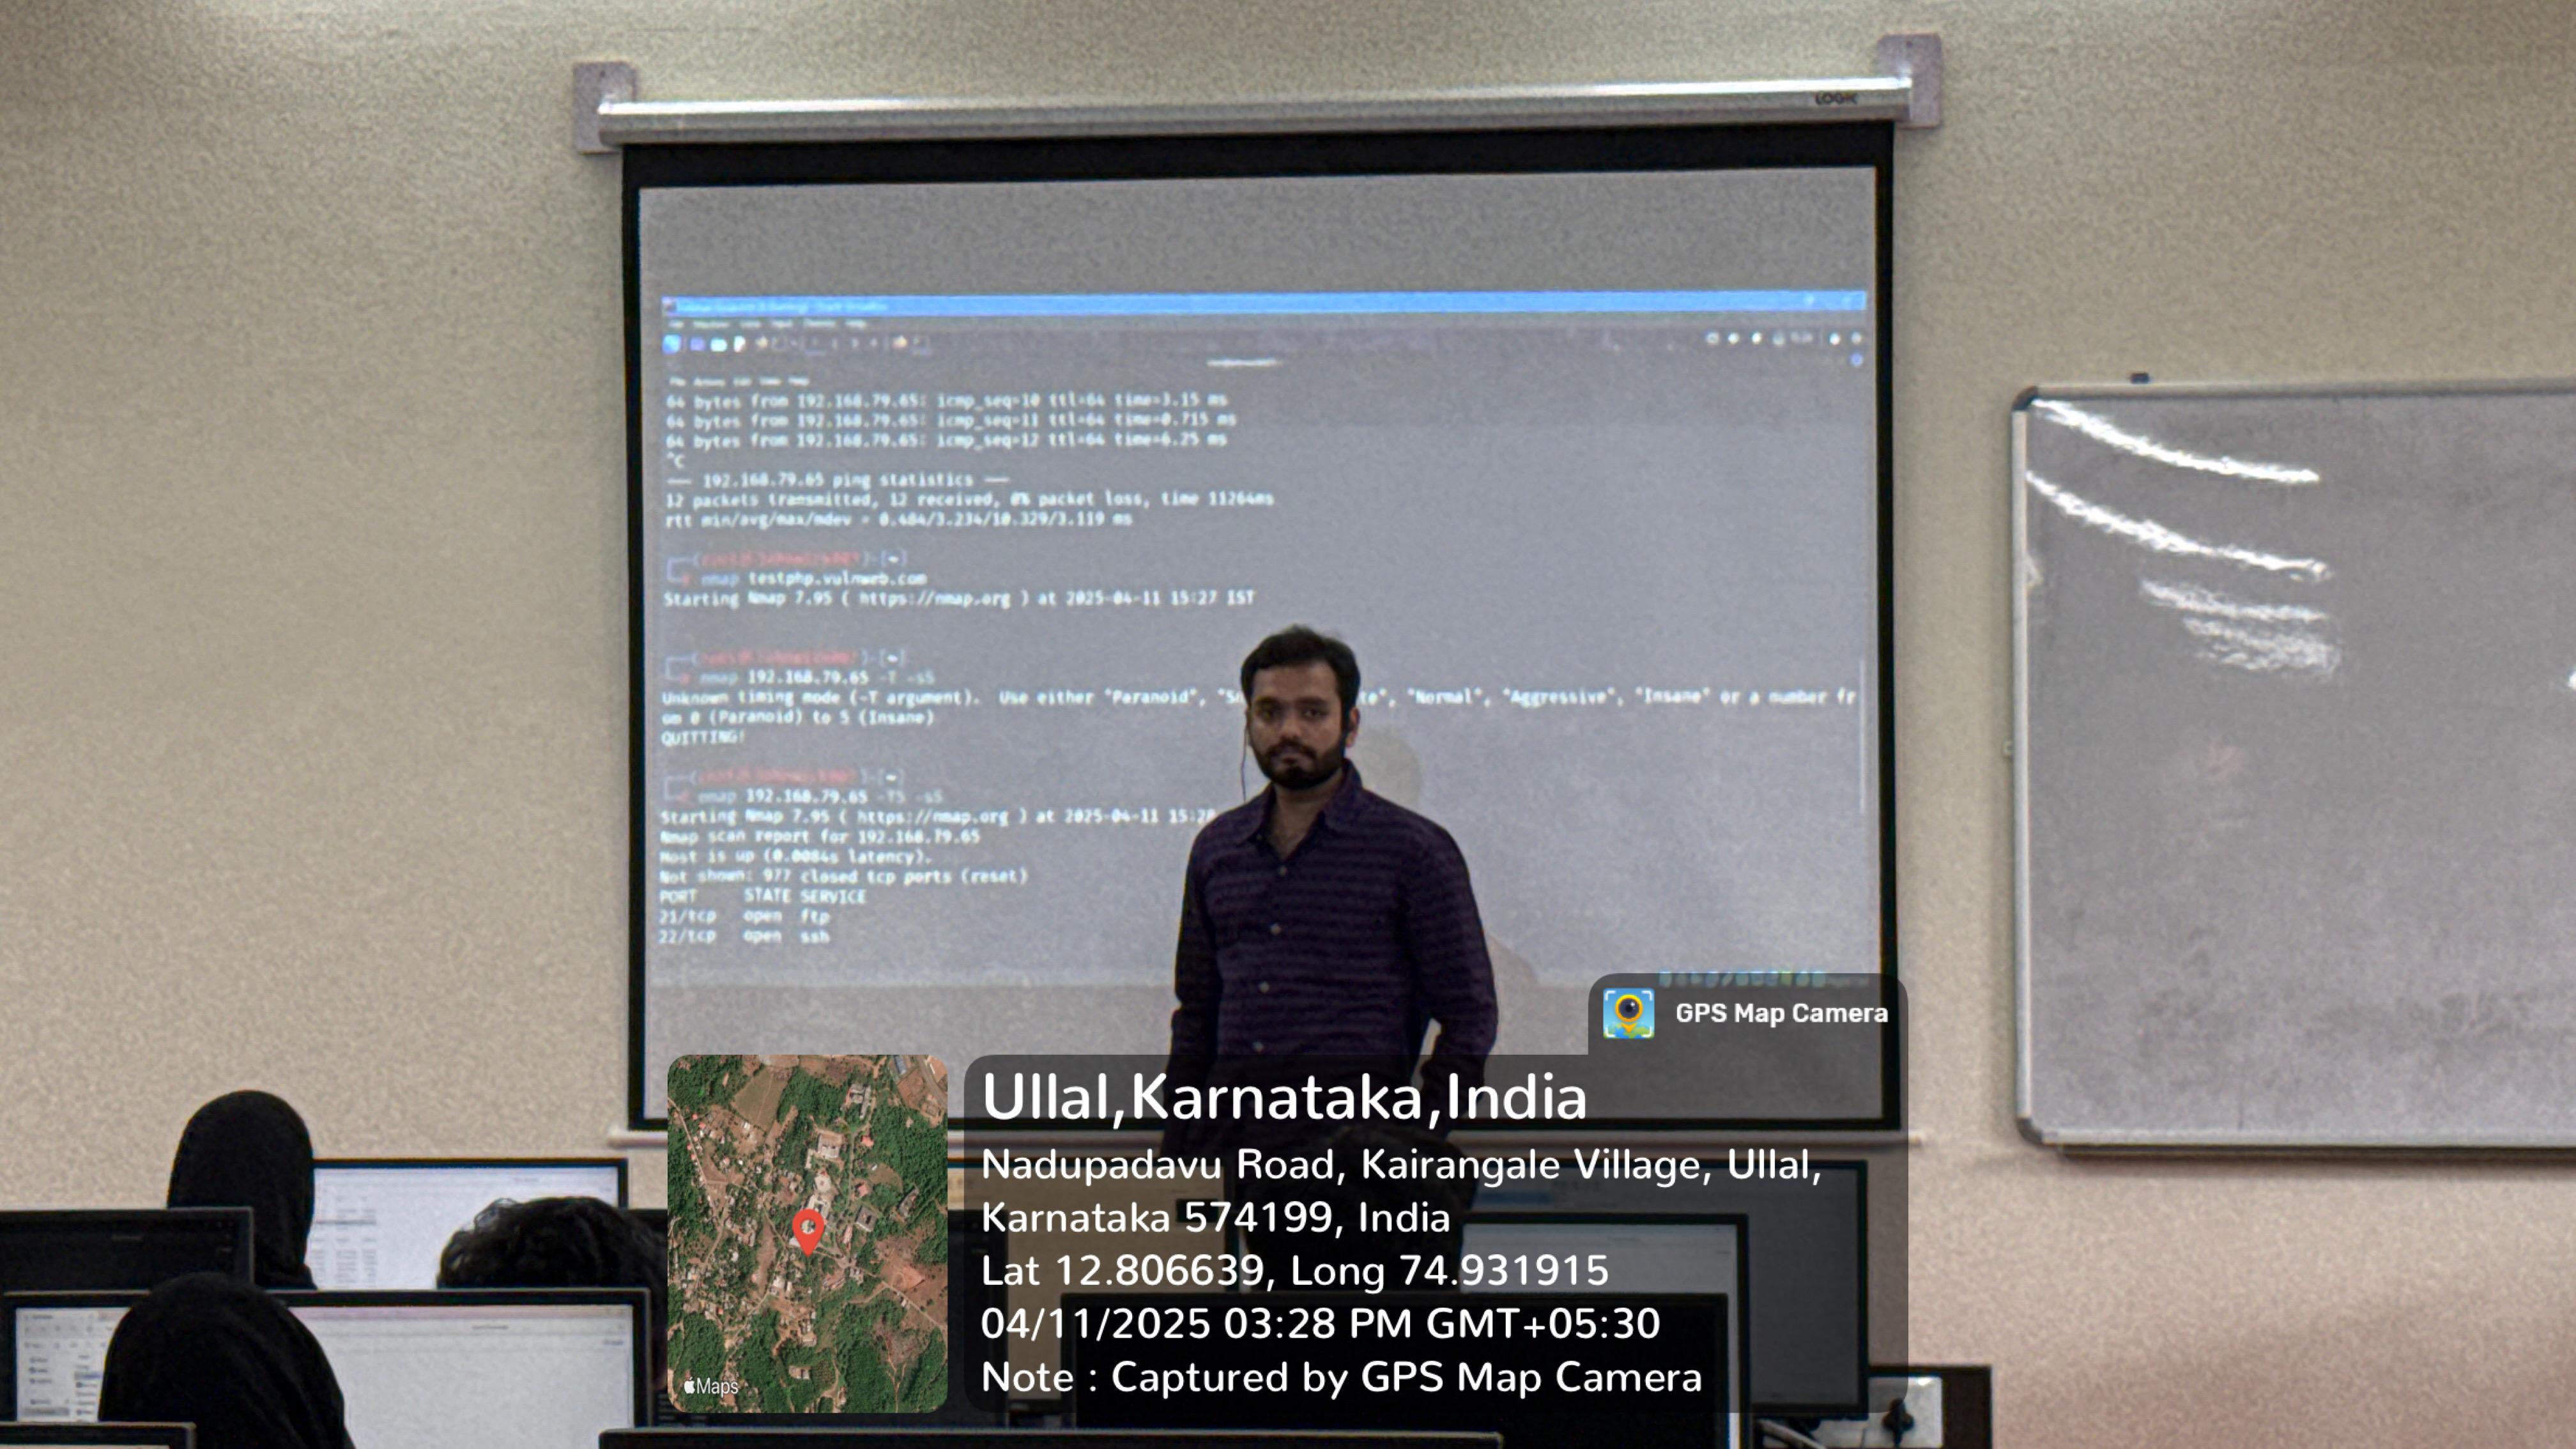 LOGIC
64 bytes from 192.168.79.65: icmp_seq=10 ttl=64 time=3.15 ms
64 bytes from 192.168.79.65: icmp_seq=11 ttl=64 time=0.715 ms
64 bytes from 192.168.79.65: icmp_seq=12 ttl=64 time=6.25 ms
^C
— 192.168.79.65 ping statistics —
12 packets transmitted, 12 received, 0% packet loss, time 11264ms
rtt min/avg/max/mdev = 0.484/3.234/10.329/3.119 ms
nmap testphp.vulnweb.com
Starting Nmap 7.95 ( https://nmap.org ) at 2025-04-11 15:27 IST
nmap 192.168.79.65 -T -sS
Unknown timing mode (-T argument). Use either "Paranoid", "Normal", "Aggressive", "Insane" or a number fr
om 0 (Paranoid) to 5 (Insane)
QUITTING!
nmap 192.168.79.65 -T5 -sS
Starting Nmap 7.95 ( https://nmap.org ) at 2025-04-11 15:28
Nmap scan report for 192.168.79.65
Host is up (0.0084s latency).
Not shown: 977 closed tcp ports (reset)
PORT STATE SERVICE
21/tcp open ftp
22/tcp open ssh
GPS Map Camera
Ullal,Karnataka,India
Nadupadavu Road, Kairangale Village, Ullal,
Karnataka 574199, India
Lat 12.806639, Long 74.931915
04/11/2025 03:28 PM GMT+05:30
Note : Captured by GPS Map Camera
Maps